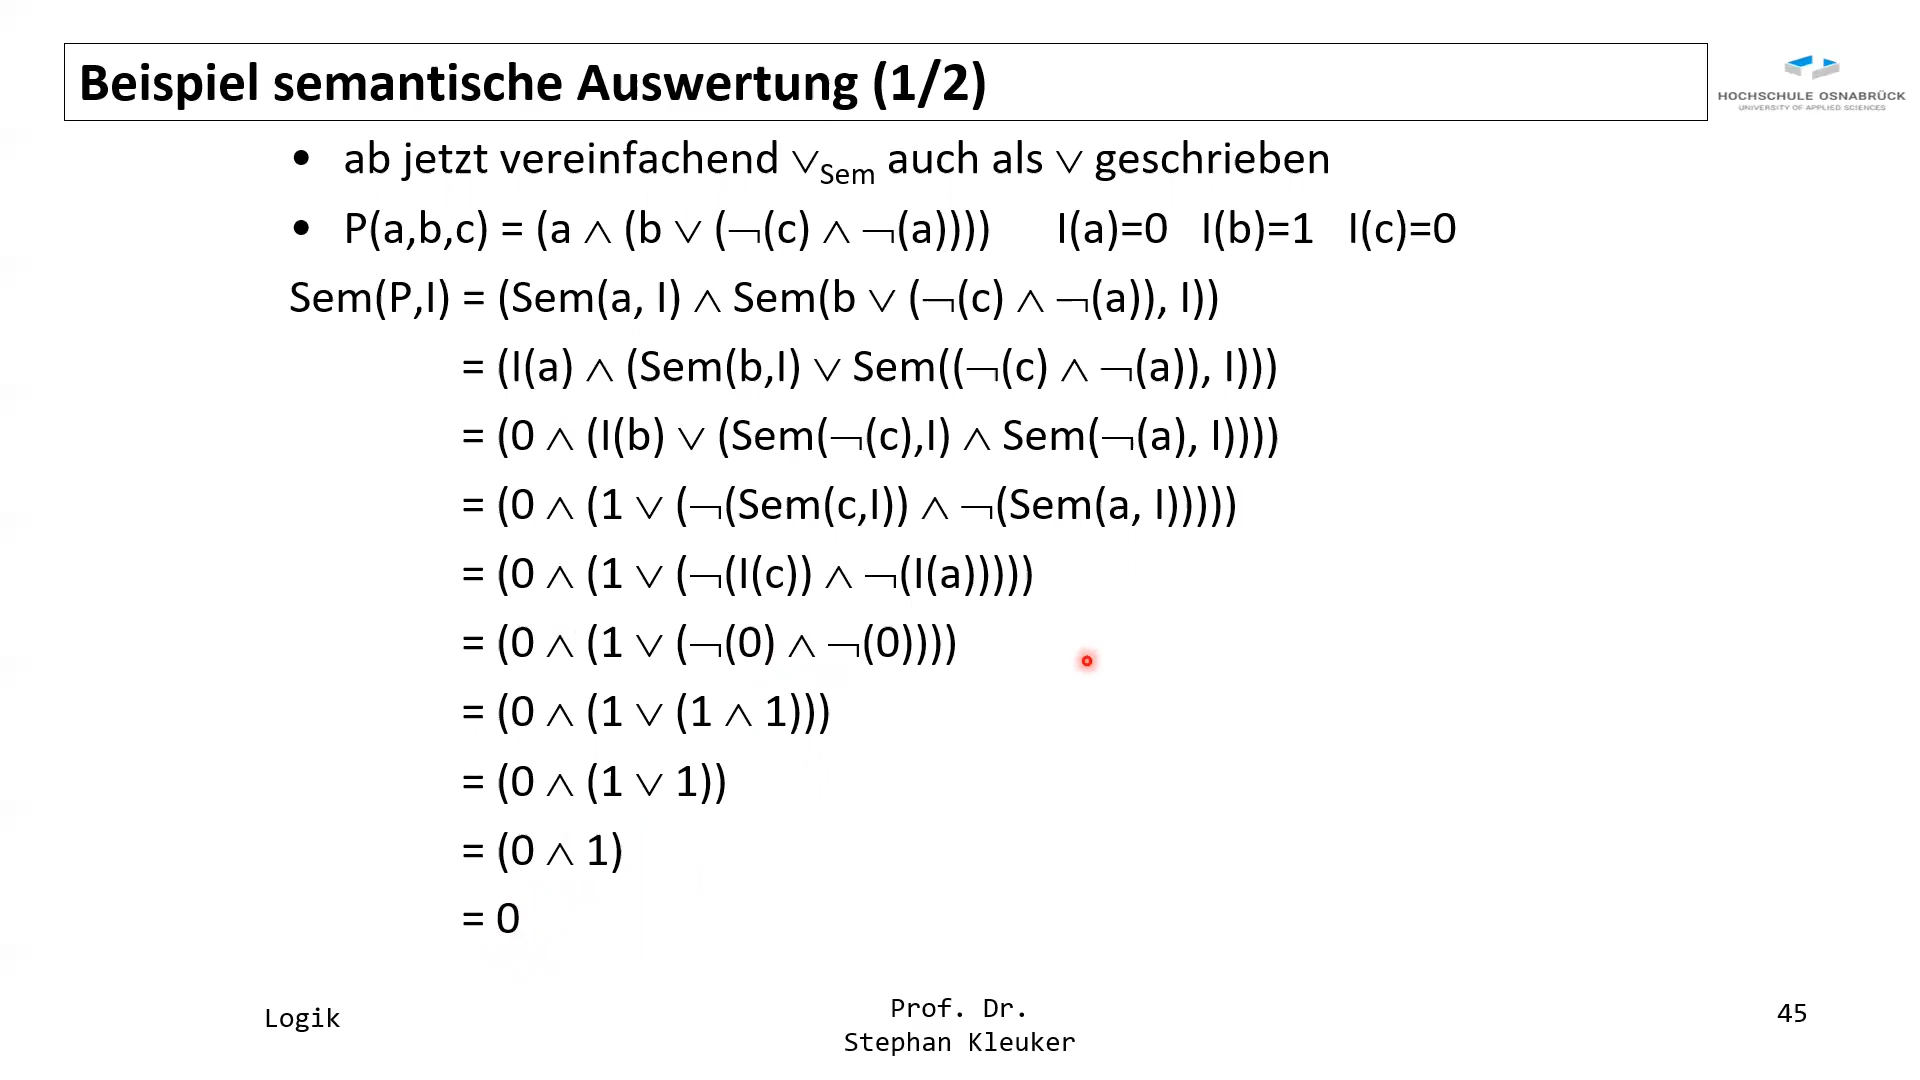 Beispiel semantische Auswertung (1/2)
HOCHSCHULE OSNABRÜCK
UNIVERSITY OF APPLIED SCIENCES
• ab jetzt vereinfachend ∨Sem auch als ∨ geschrieben
• P(a,b,c) = (a ∧ (b ∨ (¬(c) ∧ ¬(a)))) I(a)=0 I(b)=1 I(c)=0
Sem(P,I) = (Sem(a, I) ∧ Sem(b ∨ (¬(c) ∧ ¬(a)), I))
= (I(a) ∧ (Sem(b,I) ∨ Sem((¬(c) ∧ ¬(a)), I)))
= (0 ∧ (I(b) ∨ (Sem(¬(c),I) ∧ Sem(¬(a), I))))
= (0 ∧ (1 ∨ (¬(Sem(c,I)) ∧ ¬(Sem(a, I)))))
= (0 ∧ (1 ∨ (¬(I(c)) ∧ ¬(I(a)))))
= (0 ∧ (1 ∨ (¬(0) ∧ ¬(0))))
= (0 ∧ (1 ∨ (1 ∧ 1)))
= (0 ∧ (1 ∨ 1))
= (0 ∧ 1)
= 0
Logik
Prof. Dr.
Stephan Kleuker
45